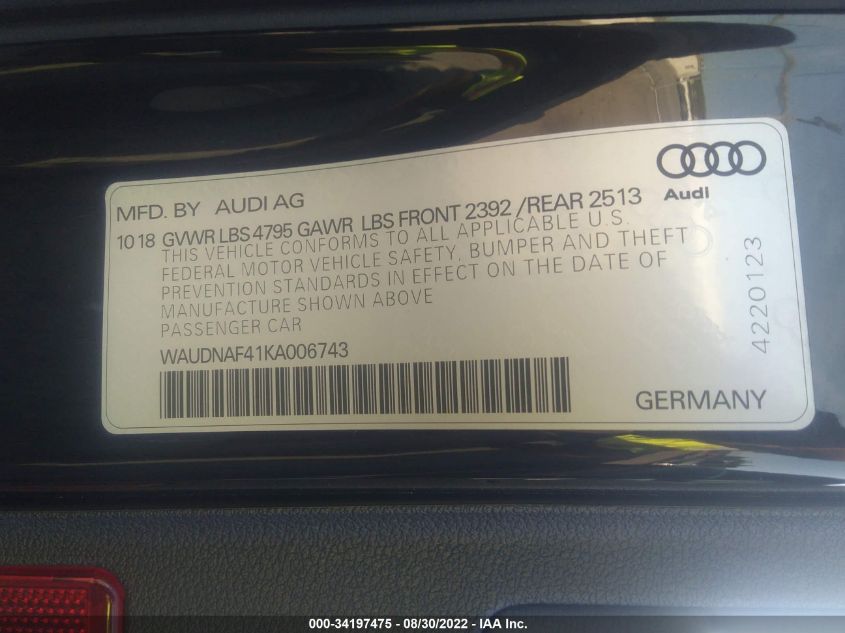 Audi
MFD. BY AUDI AG
10 18 GVWR LBS 4795 GAWR LBS FRONT 2392 /REAR 2513
THIS VEHICLE CONFORMS TO ALL APPLICABLE U.S.
FEDERAL MOTOR VEHICLE SAFETY, BUMPER AND THEFT
PREVENTION STANDARDS IN EFFECT ON THE DATE OF
MANUFACTURE SHOWN ABOVE
PASSENGER CAR
WAUDNAF41KA006743
4220123
GERMANY
000-34197475 - 08/30/2022 - IAA Inc.